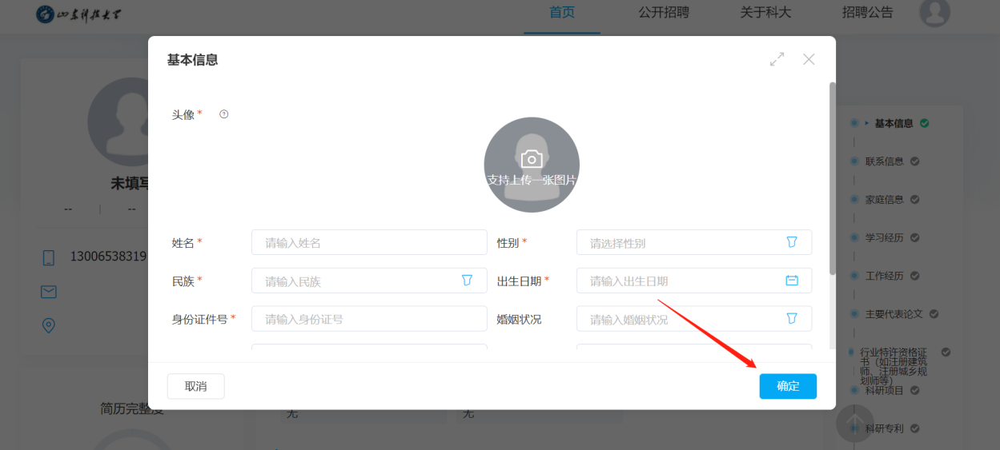 山东科技大学
首页 公开招聘 关于科大 招聘公告
基本信息
头像*
支持上传一张图片
姓名* 请输入姓名 性别* 请选择性别
民族* 请输入民族 出生日期* 请输入出生日期
身份证件号* 请输入身份证号 婚姻状况 请输入婚姻状况
取消 确定
未填写
-- | --
13006538319
简历完整度
无 无
基本信息
联系信息
家庭信息
学习经历
工作经历
主要代表论文
行业特许资格证
书（如注册建筑
师、注册城乡规
划师等）
科研项目
科研专利